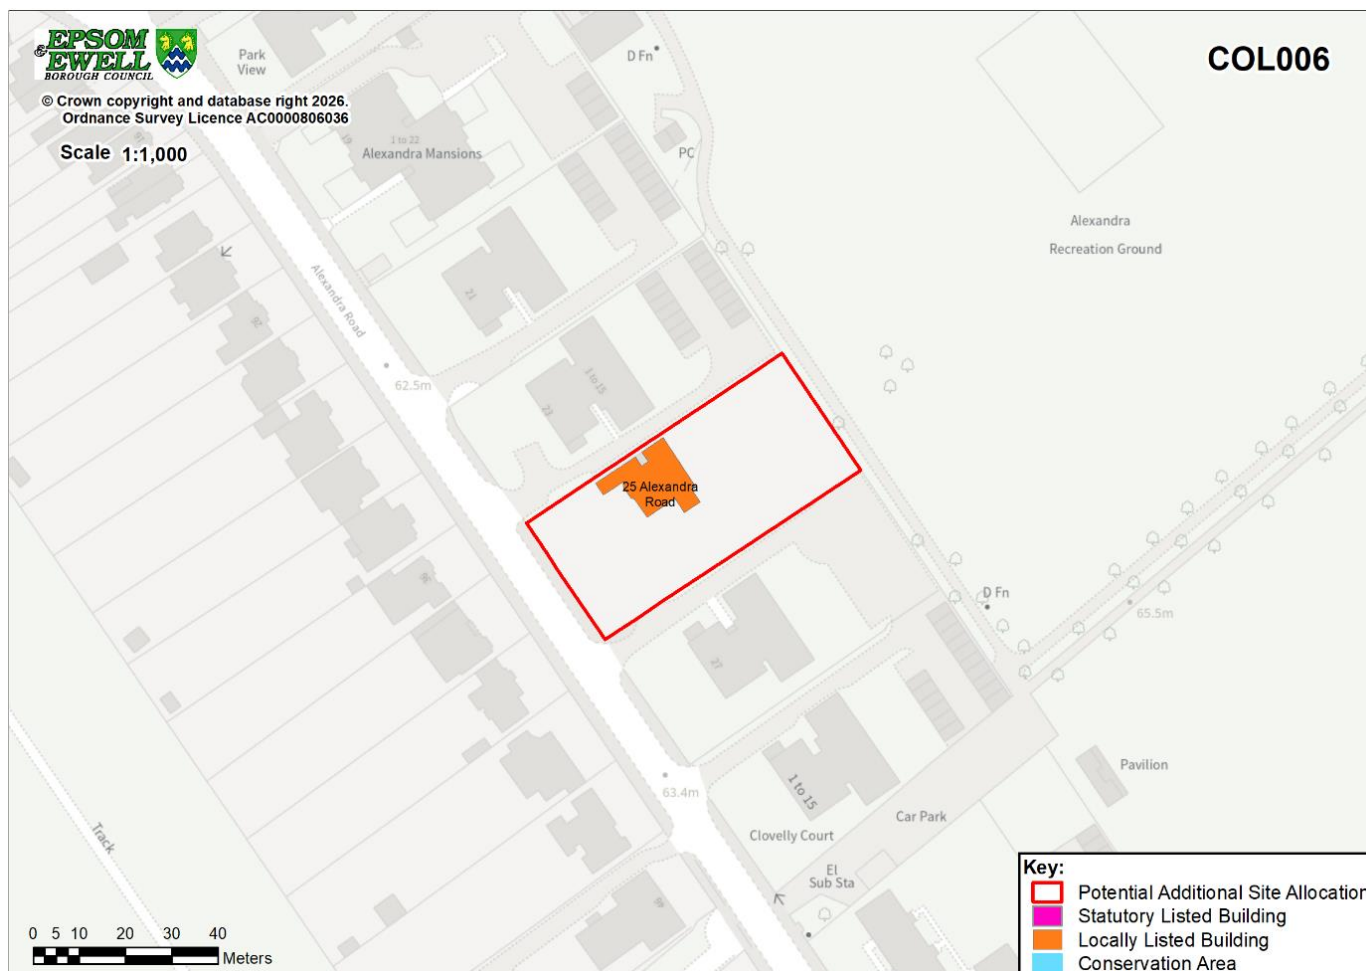 EPSOM
& EWELL
BOROUGH COUNCIL
© Crown copyright and database right 2026.
Ordnance Survey Licence AC0000806036
Scale 1:1,000
COL006
Park
View
D Fn
1 to 22
Alexandra Mansions
19
PC
Alexandra
Recreation Ground
Alexandra Road
21
62.5m
1 to 15
23
25 Alexandra
Road
27
D Fn
65.5m
63.4m
1 to 15
Clovelly Court
Car Park
Pavilion
El
Sub Sta
Track
0 5 10 20 30 40
Meters
Key:
Potential Additional Site Allocation
Statutory Listed Building
Locally Listed Building
Conservation Area